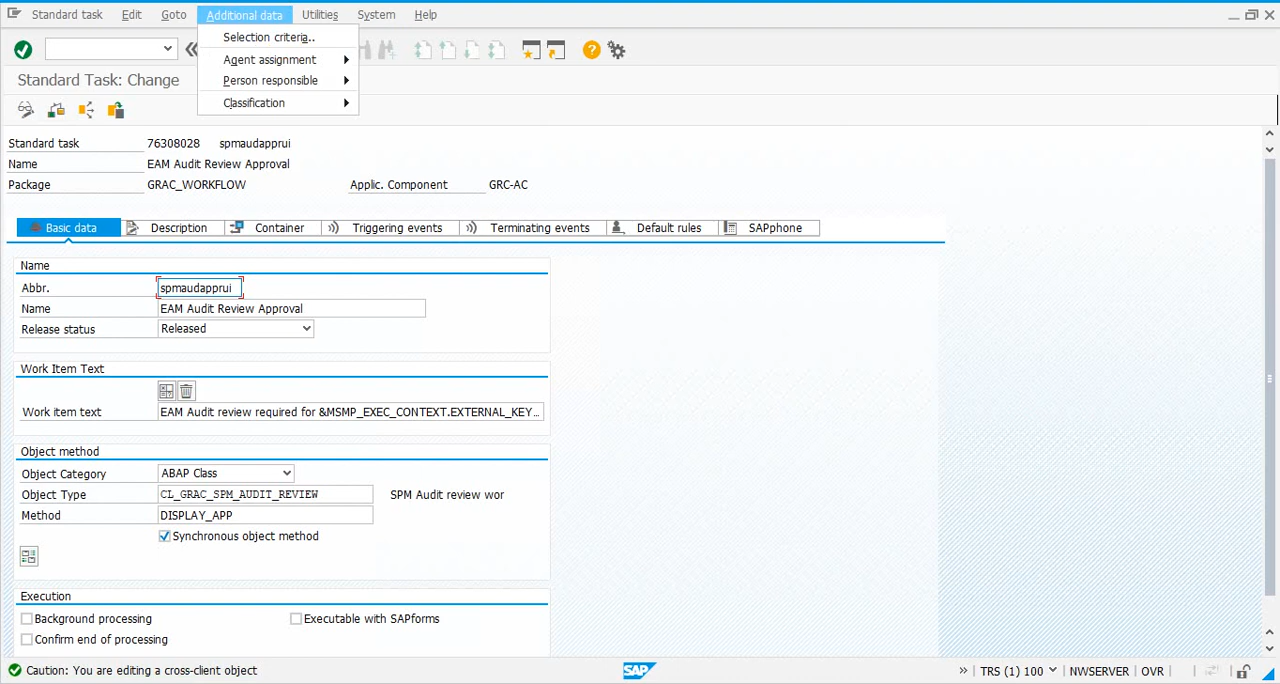 Standard task Edit Goto Additional data Utilities System Help
Selection criteria..
Agent assignment
Person responsible
Classification
Standard Task: Change
Standard task 76308028 spmaudapprui
Name EAM Audit Review Approval
Package GRAC_WORKFLOW Applic. Component GRC-AC
Basic data Description Container Triggering events Terminating events Default rules SAPphone
Name
Abbr. spmaudapprui
Name EAM Audit Review Approval
Release status Released
Work Item Text
Work item text EAM Audit review required for &MSMP_EXEC_CONTEXT.EXTERNAL_KEY...
Object method
Object Category ABAP Class
Object Type CL_GRAC_SPM_AUDIT_REVIEW SPM Audit review wor
Method DISPLAY_APP
Synchronous object method
Execution
Background processing Executable with SAPforms
Confirm end of processing
Caution: You are editing a cross-client object SAP » TRS (1) 100 NWSERVER OVR